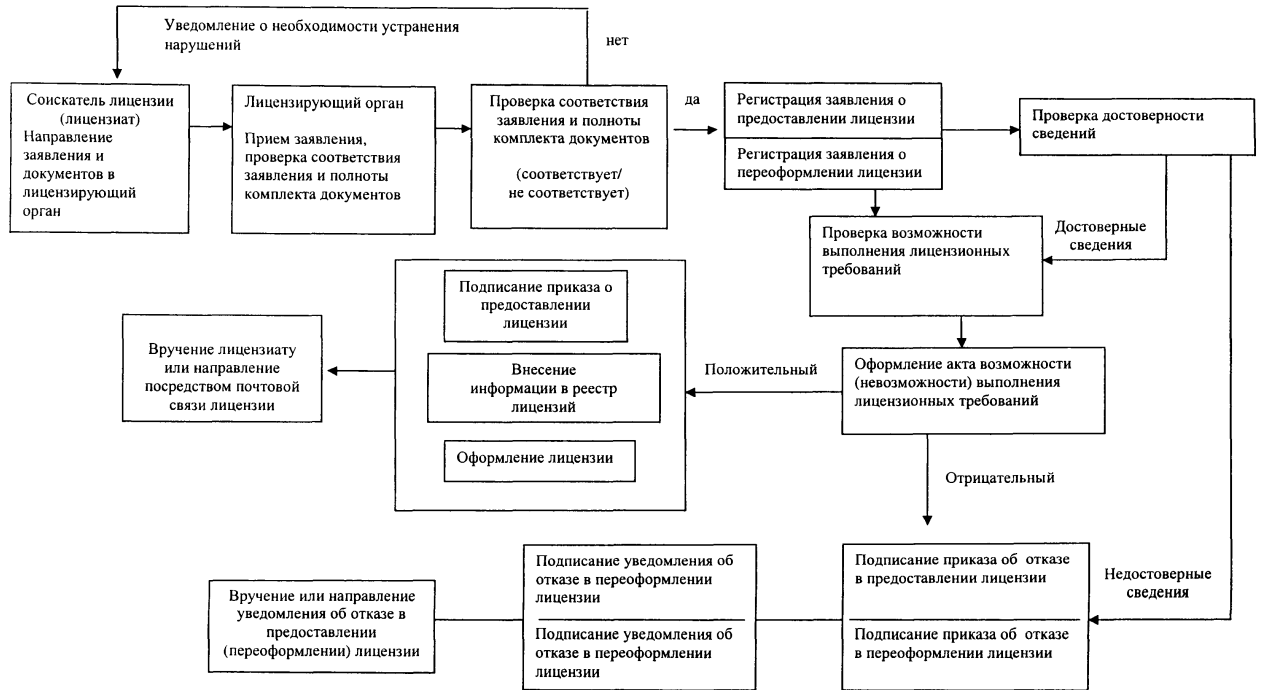 Уведомление о необходимости устранения
нарушений
нет
Соискатель лицензии
(лицензиат)
Направление
заявления и
документов в
лицензирующий
орган
Лицензирующий орган
Прием заявления,
проверка соответствия
заявления и полноты
комплекта документов
Проверка соответствия
заявления и полноты
комплекта документов
(соответствует/
не соответствует)
да
Регистрация заявления о
предоставлении лицензии
Регистрация заявления о
переоформлении лицензии
Проверка достоверности
сведений
Проверка возможности
выполнения лицензионных
требований
Достоверные
сведения
Подписание приказа о
предоставлении
лицензии
Внесение
информации в реестр
лицензий
Оформление лицензии
Вручение лицензиату
или направление
посредством почтовой
связи лицензии
Положительный
Оформление акта возможности
(невозможности) выполнения
лицензионных требований
Отрицательный
Вручение или направление
уведомления об отказе в
предоставлении
(переоформлении) лицензии
Подписание уведомления об
отказе в переоформлении
лицензии
Подписание уведомления об
отказе в переоформлении
лицензии
Подписание приказа об отказе
в предоставлении лицензии
Подписание приказа об отказе
в переоформлении лицензии
Недостоверные
сведения